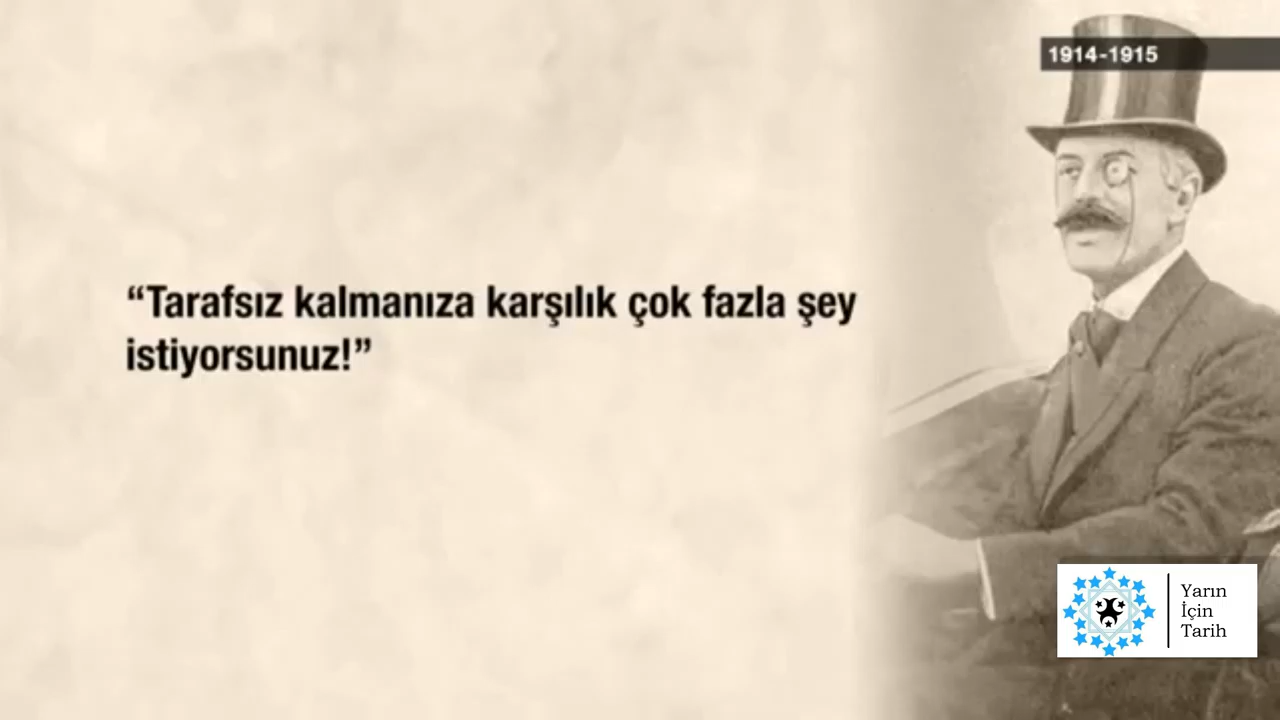 1914-1915
“Tarafsız kalmanıza karşılık çok fazla şey
istiyorsunuz!”
Yarın
İçin
Tarih